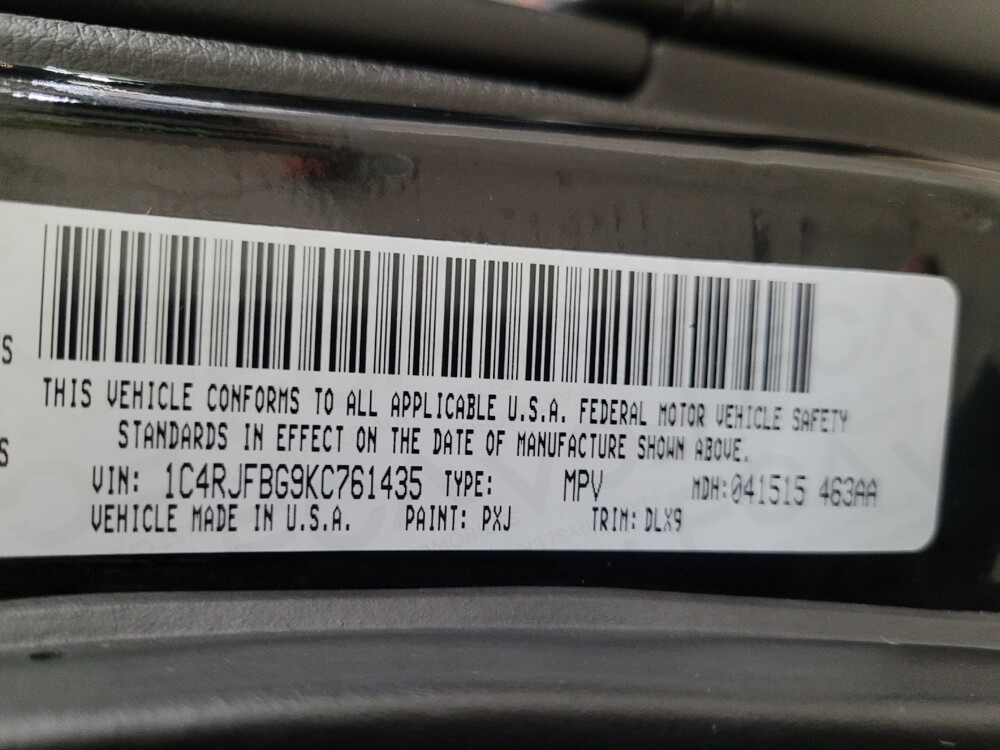 S
THIS VEHICLE CONFORMS TO ALL APPLICABLE U.S.A. FEDERAL MOTOR VEHICLE SAFETY
S
STANDARDS IN EFFECT ON THE DATE OF MANUFACTURE SHOWN ABOVE.
VIN: 1C4RJFBG9KC761435 TYPE: MPV MDH:041515 463AA
VEHICLE MADE IN U.S.A. PAINT: PXJ TRIM: DLX9